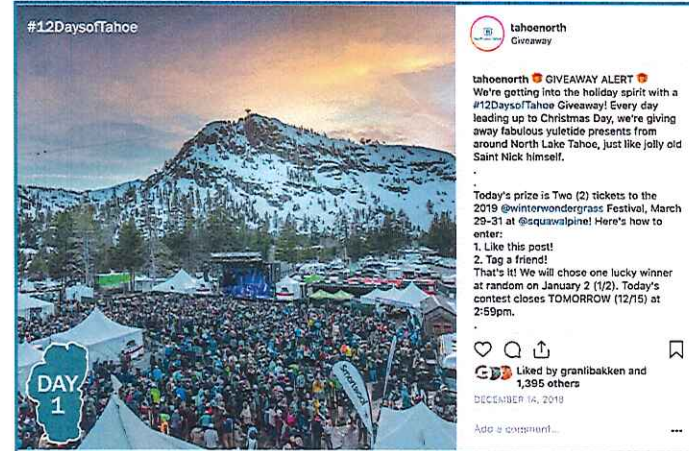 #12DaysofTahoe
DAY
1
Smartwool
tahoenorth
Giveaway
tahoenorth 🎁 GIVEAWAY ALERT 🎁
We're getting into the holiday spirit with a
#12DaysofTahoe Giveaway! Every day
leading up to Christmas Day, we're giving
away fabulous yuletide presents from
around North Lake Tahoe, just like jolly old
Saint Nick himself.
.
.
Today's prize is Two (2) tickets to the
2019 @winterwondergrass Festival, March
29-31 at @squawalpine! Here's how to
enter:
1. Like this post!
2. Tag a friend!
That's it! We will chose one lucky winner
at random on January 2 (1/2). Today's
contest closes TOMORROW (12/15) at
2:59pm.
.
Liked by granlibakken and
1,395 others
DECEMBER 14, 2018
Add a comment...